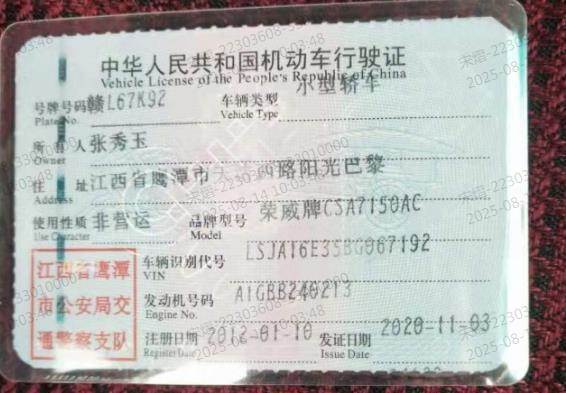 中华人民共和国机动车行驶证
Vehicle License of the People's Republic of China
号牌号码 赣L67K92 车辆类型 小型轿车
Plate No. Vehicle Type
所有人 张秀玉
Owner
住址 江西省鹰潭市 西路阳光巴黎
Address
使用性质 非营运 品牌型号 荣威牌CSA7150AC
Use Character Model
江西省鹰潭
市公安局交
通警察支队
车辆识别代号 LSJA16E35BG067192
VIN
发动机号码
Engine No.
注册日期 2012-01-10 发证日期 2020-11-03
Register Date Issue Date